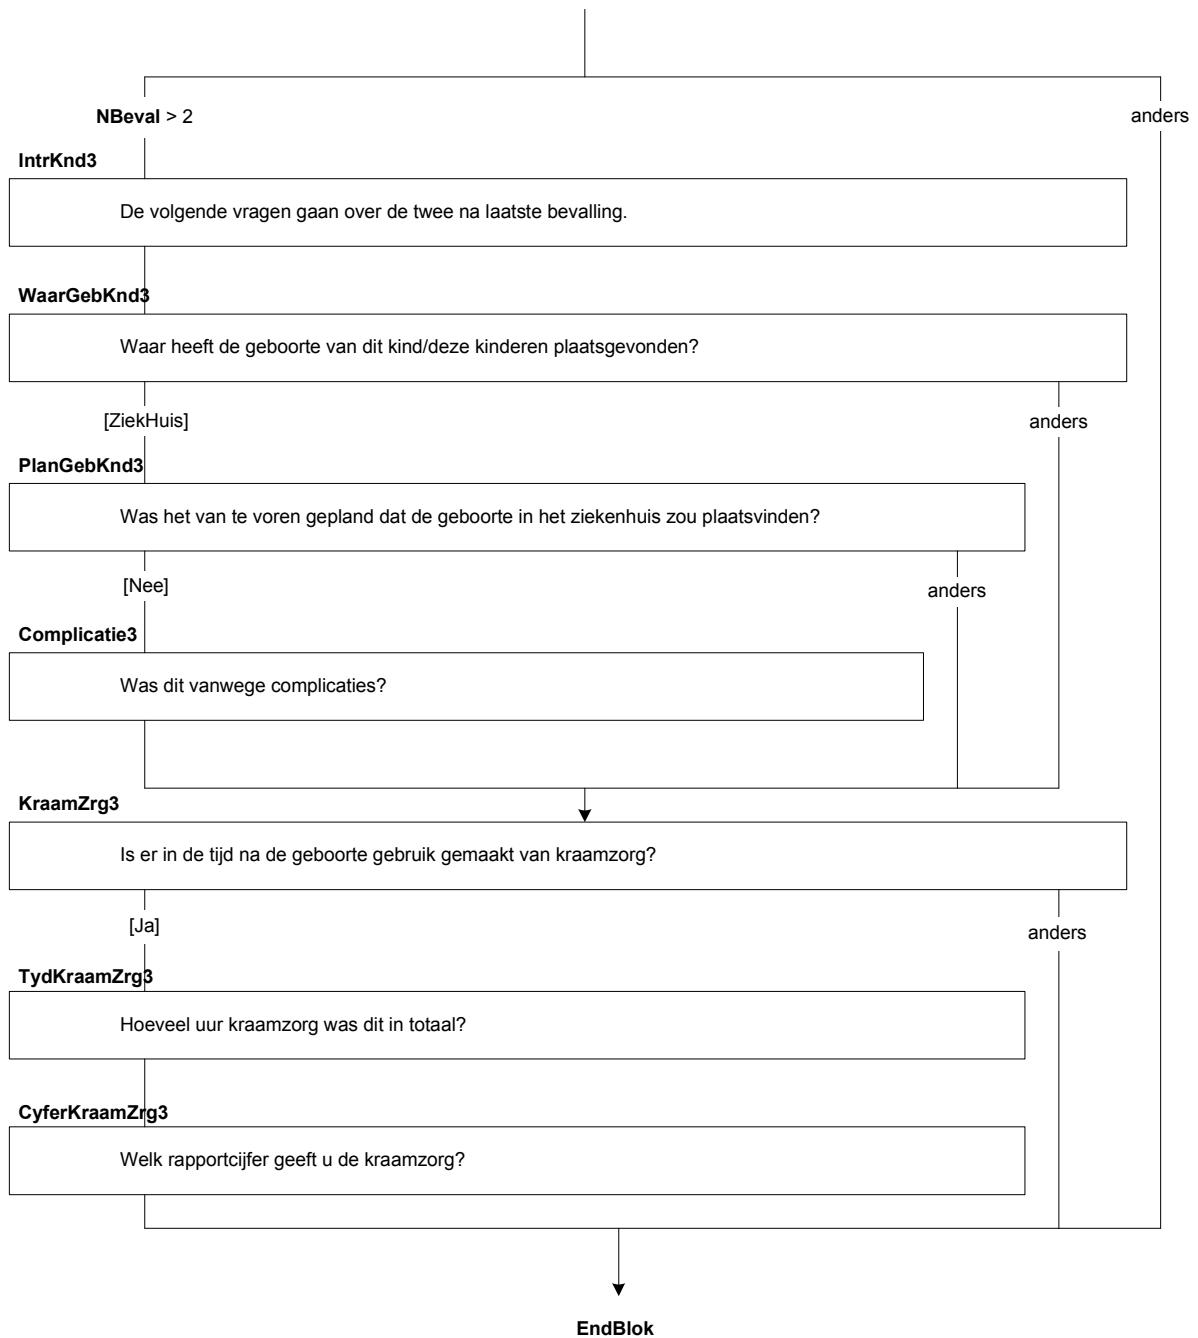 NBeval > 2
anders
IntrKnd3
De volgende vragen gaan over de twee na laatste bevalling.
WaarGebKnd3
Waar heeft de geboorte van dit kind/deze kinderen plaatsgevonden?
[ZiekHuis]
anders
PlanGebKnd3
Was het van te voren gepland dat de geboorte in het ziekenhuis zou plaatsvinden?
[Nee]
anders
Complicatie3
Was dit vanwege complicaties?
KraamZrg3
Is er in de tijd na de geboorte gebruik gemaakt van kraamzorg?
[Ja]
anders
TydKraamZrg3
Hoeveel uur kraamzorg was dit in totaal?
CyferKraamZrg3
Welk rapportcijfer geeft u de kraamzorg?
EndBlok